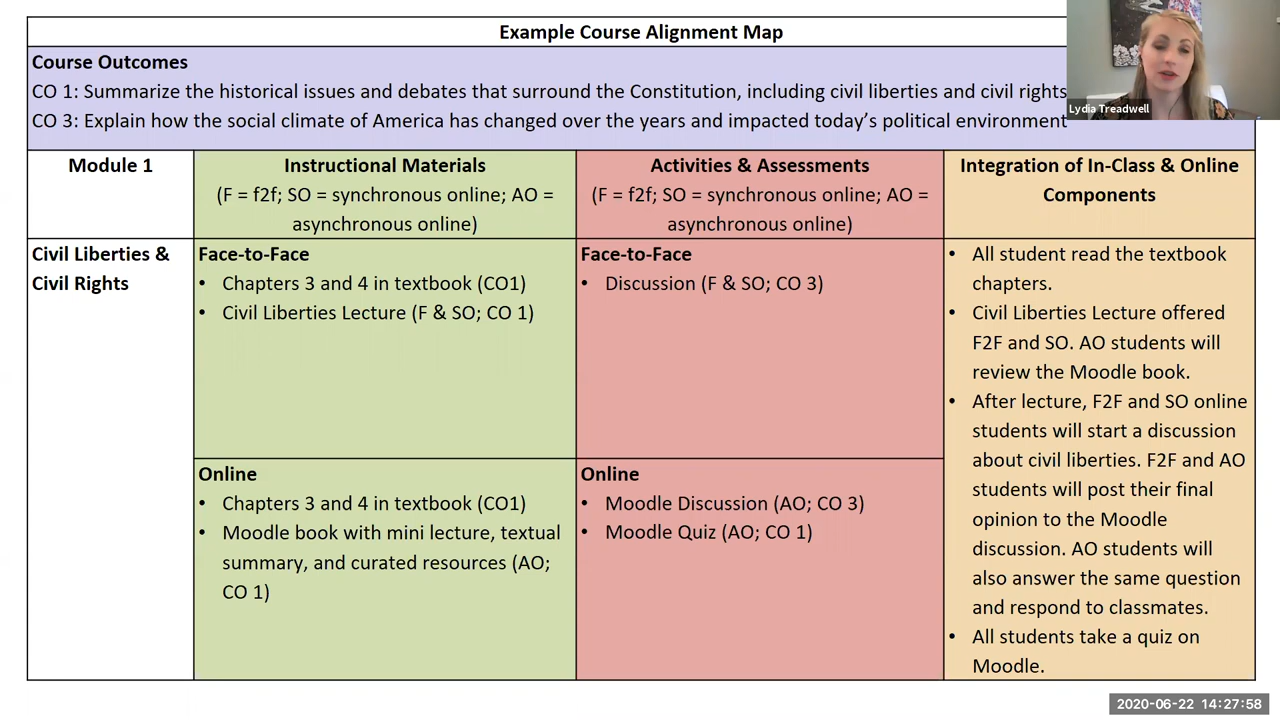 Example Course Alignment Map
Lydia Treadwell
Course Outcomes
CO 1: Summarize the historical issues and debates that surround the Constitution, including civil liberties and civil rights
CO 3: Explain how the social climate of America has changed over the years and impacted today's political environment
Module 1
Instructional Materials
(F = f2f; SO = synchronous online; AO =
asynchronous online)
Activities & Assessments
(F = f2f; SO = synchronous online; AO =
asynchronous online)
Integration of In-Class & Online
Components
Civil Liberties &
Civil Rights
Face-to-Face
• Chapters 3 and 4 in textbook (CO1)
• Civil Liberties Lecture (F & SO; CO 1)
Face-to-Face
• Discussion (F & SO; CO 3)
Online
• Chapters 3 and 4 in textbook (CO1)
• Moodle book with mini lecture, textual
summary, and curated resources (AO;
CO 1)
Online
• Moodle Discussion (AO; CO 3)
• Moodle Quiz (AO; CO 1)
• All student read the textbook
chapters.
• Civil Liberties Lecture offered
F2F and SO. AO students will
review the Moodle book.
• After lecture, F2F and SO online
students will start a discussion
about civil liberties. F2F and AO
students will post their final
opinion to the Moodle
discussion. AO students will
also answer the same question
and respond to classmates.
• All students take a quiz on
Moodle.
2020-06-22 14:27:58